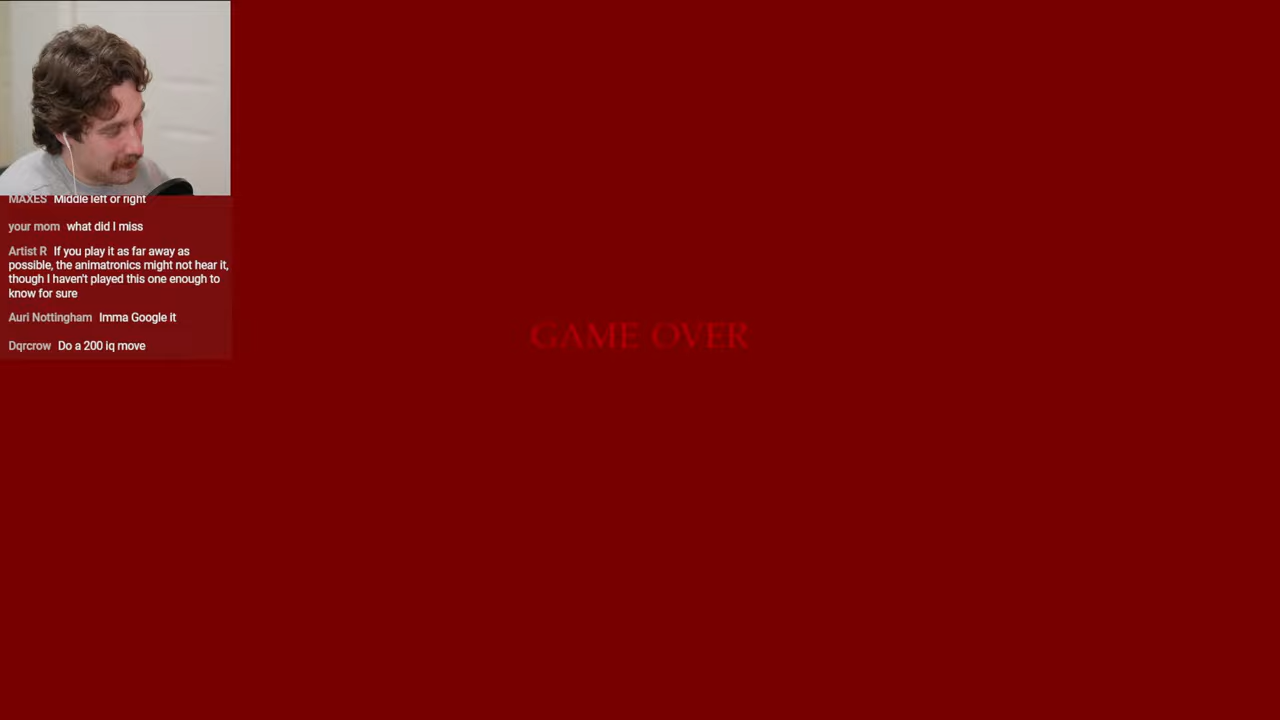 MAXES Middle left or right
your mom what did I miss
Artist R If you play it as far away as
possible, the animatronics might not hear it,
though I haven't played this one enough to
know for sure
Auri Nottingham Imma Google it
Dqrcrow Do a 200 iq move
GAME OVER